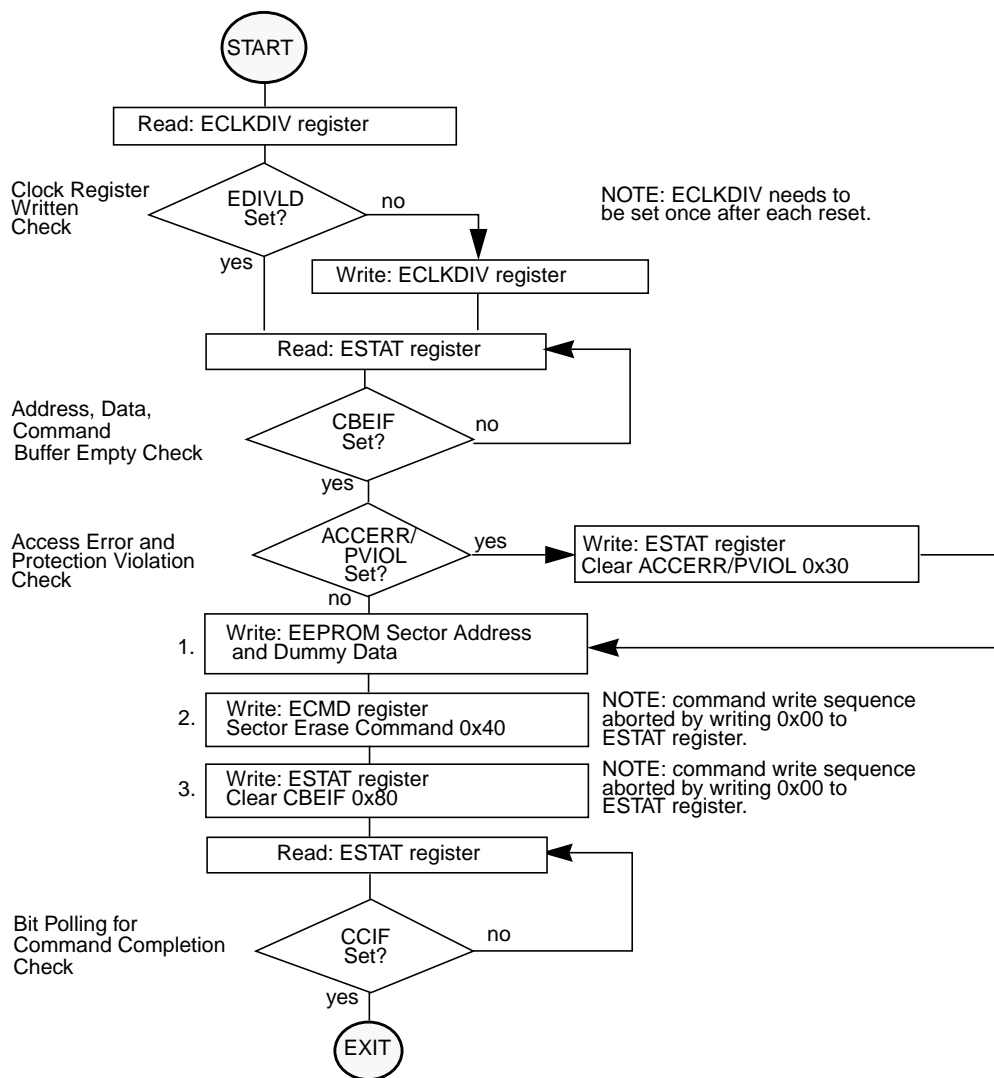 START
Read: ECLKDIV register
Clock Register
Written
Check
EDIVLD
Set?
no
yes
NOTE: ECLKDIV needs to
be set once after each reset.
Write: ECLKDIV register
Read: ESTAT register
Address, Data,
Command
Buffer Empty Check
CBEIF
Set?
no
yes
Access Error and
Protection Violation
Check
ACCERR/
PVIOL
Set?
yes
no
Write: ESTAT register
Clear ACCERR/PVIOL 0x30
1.
Write: EEPROM Sector Address
and Dummy Data
2.
Write: ECMD register
Sector Erase Command 0x40
NOTE: command write sequence
aborted by writing 0x00 to
ESTAT register.
3.
Write: ESTAT register
Clear CBEIF 0x80
NOTE: command write sequence
aborted by writing 0x00 to
ESTAT register.
Read: ESTAT register
Bit Polling for
Command Completion
Check
CCIF
Set?
no
yes
EXIT